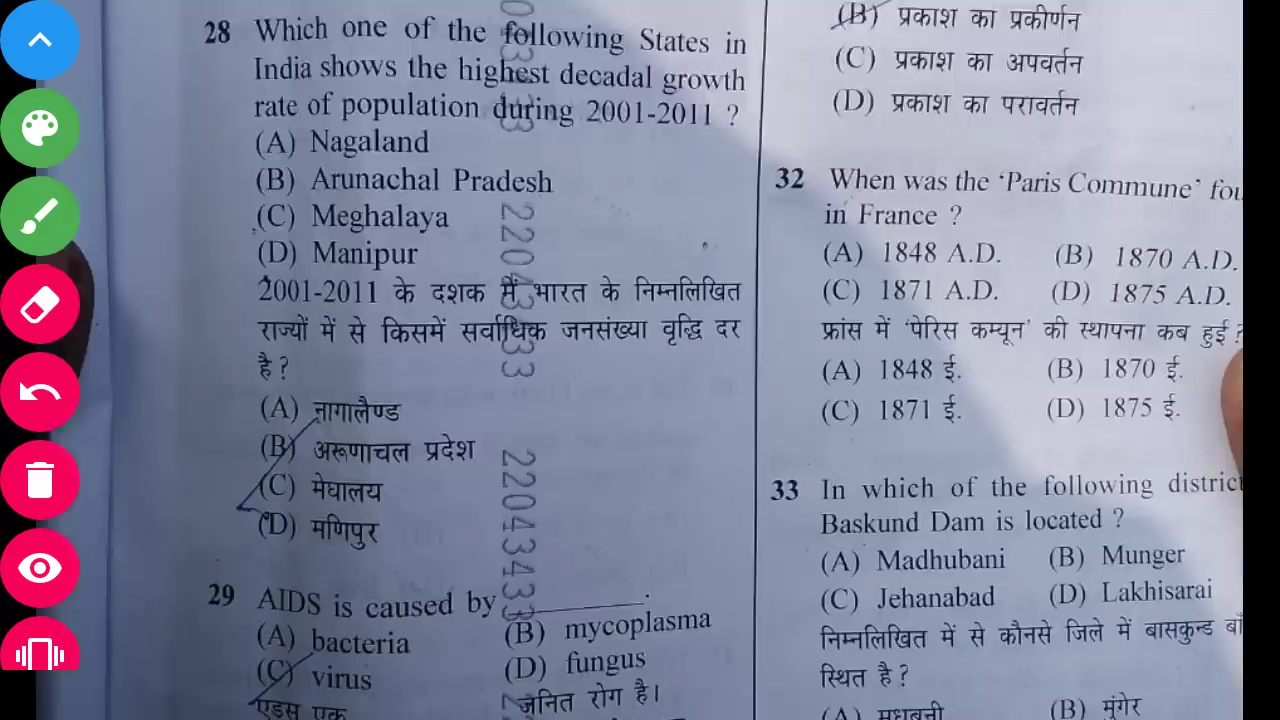 28 Which one of the following States in
India shows the highest decadal growth
rate of population during 2001-2011 ?
(A) Nagaland
(B) Arunachal Pradesh
(C) Meghalaya
(D) Manipur
2001-2011 के दशक में भारत के निम्नलिखित
राज्यों में से किसमें सर्वाधिक जनसंख्या वृद्धि दर
है ?
(A) नागालैण्ड
(B) अरूणाचल प्रदेश
(C) मेघालय
(D) मणिपुर
29 AIDS is caused by ________.
(A) bacteria (B) mycoplasma
(C) virus (D) fungus
एड्स एक जनित रोग है।
(B) प्रकाश का प्रकीर्णन
(C) प्रकाश का अपवर्तन
(D) प्रकाश का परावर्तन
32 When was the ‘Paris Commune’
in France ?
(A) 1848 A.D. (B) 1870 A.D.
(C) 1871 A.D. (D) 1875 A.D.
फ्रांस में ‘पेरिस कम्यून’ की स्थापना कब हुई ?
(A) 1848 ई. (B) 1870 ई.
(C) 1871 ई. (D) 1875 ई.
33 In which of the following district
Baskund Dam is located ?
(A) Madhubani (B) Munger
(C) Jehanabad (D) Lakhisarai
निम्नलिखित में से कौनसे जिले में बासकुन्ड
स्थित है ?
(A) मधुबनी (B) मुंगेर
22043433
22043433